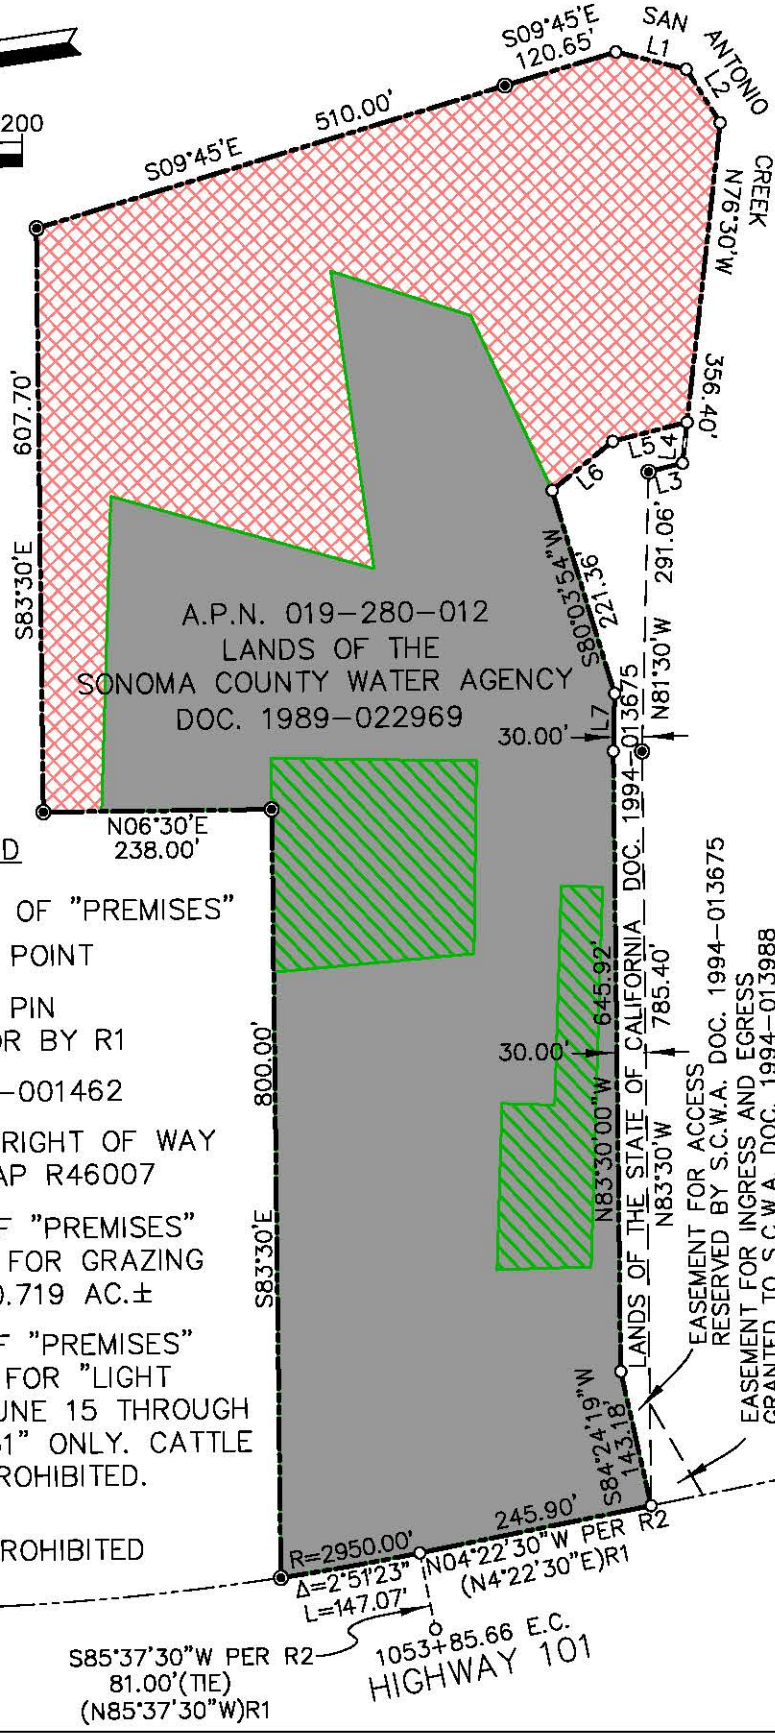 200
S09°45'E
120.65'
SAN ANTONIO CREEK
L1
L2
510.00'
S09°45'E
N76°30'W
356.40'
607.70'
S83°30'E
L5
L4
L3
L6
291.06'
N81°30'W
S80°03'54"W
221.36'
A.P.N. 019-280-012
LANDS OF THE
SONOMA COUNTY WATER AGENCY
DOC. 1989-022969
L7
30.00'
N06°30'E
238.00'
D
OF "PREMISES"
POINT
PIN
OR BY R1
-001462
RIGHT OF WAY
AP R46007
F "PREMISES"
FOR GRAZING
0.719 AC.±
F "PREMISES"
FOR "LIGHT
UNE 15 THROUGH
1" ONLY. CATTLE
ROHIBITED.
ROHIBITED
800.00'
S83°30'E
30.00'
645.92'
N83°30'00"W
LANDS OF THE STATE OF CALIFORNIA DOC. 1994-013675
785.40'
N83°30'W
EASEMENT FOR ACCESS
RESERVED BY S.C.W.A. DOC. 1994-013675
EASEMENT FOR INGRESS AND EGRESS
GRANTED TO S.C.W.A. DOC. 1994-013988
S84°24'19"W
143.18'
245.90'
N04°22'30"W PER R2
(N4°22'30"E)R1
R=2950.00'
Δ=2°51'23"
L=147.07'
S85°37'30"W PER R2
81.00'(TIE)
(N85°37'30"W)R1
1053+85.66 E.C.
HIGHWAY 101